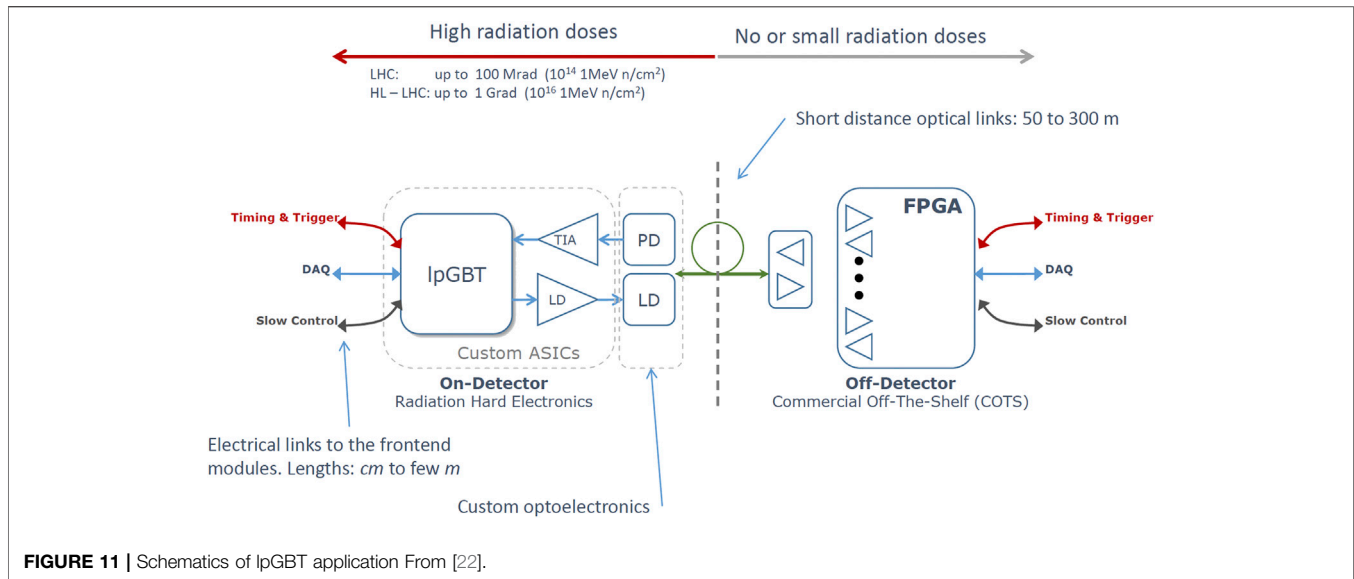 High radiation doses
No or small radiation doses
LHC: up to 100 Mrad (10¹⁴ 1MeV n/cm²)
HL – LHC: up to 1 Grad (10¹⁶ 1MeV n/cm²)
Short distance optical links: 50 to 300 m
Timing & Trigger
DAQ
Slow Control
lpGBT
TIA
LD
PD
LD
Custom ASICs
FPGA
Timing & Trigger
DAQ
Slow Control
On-Detector
Radiation Hard Electronics
Off-Detector
Commercial Off-The-Shelf (COTS)
Electrical links to the frontend
modules. Lengths: cm to few m
Custom optoelectronics
FIGURE 11 | Schematics of lpGBT application From [22].